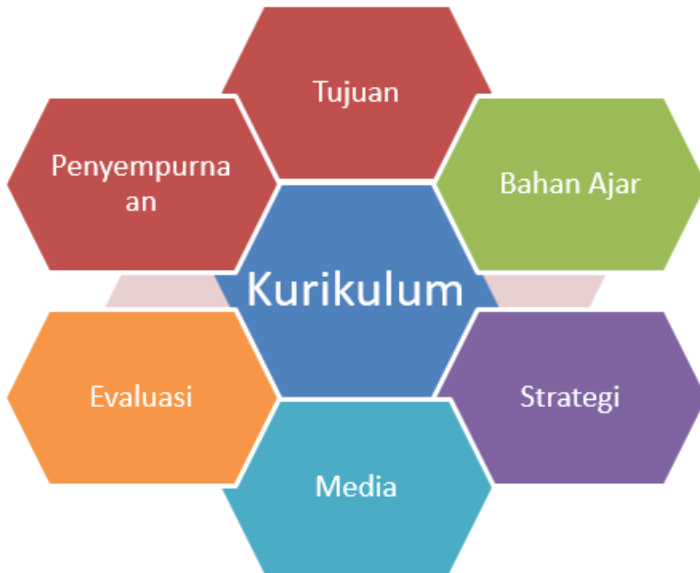 Tujuan
Penyempurna
an
Bahan Ajar
Kurikulum
Evaluasi
Strategi
Media